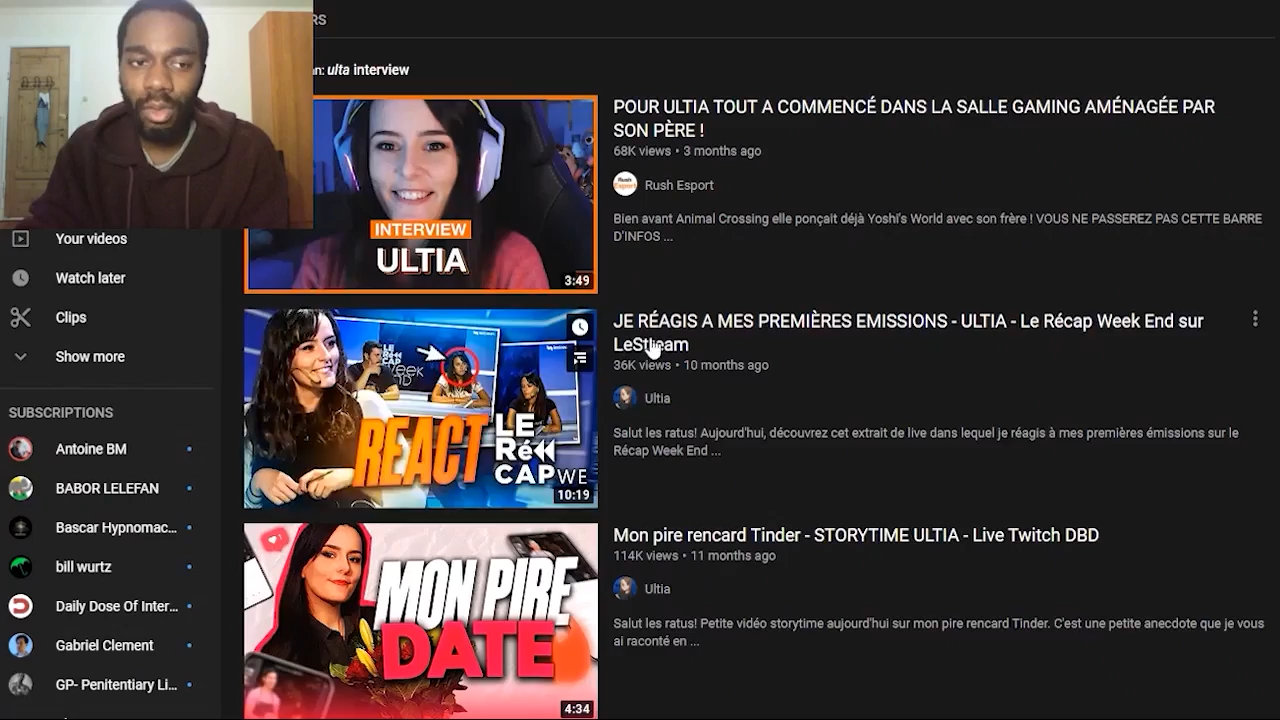 RS
an: ulta interview
POUR ULTIA TOUT A COMMENCÉ DANS LA SALLE GAMING AMÉNAGÉE PAR
SON PÈRE !
68K views • 3 months ago
Rush Esport
Bien avant Animal Crossing elle ponçait déjà Yoshi's World avec son frère ! VOUS NE PASSEREZ PAS CETTE BARRE
D'INFOS ...
INTERVIEW
ULTIA
3:49
Your videos
Watch later
Clips
Show more
SUBSCRIPTIONS
Antoine BM
BABOR LELEFAN
Bascar Hypnomac...
bill wurtz
Daily Dose Of Inter...
Gabriel Clement
GP- Penitentiary Li...
JE RÉAGIS A MES PREMIÈRES EMISSIONS - ULTIA - Le Récap Week End sur
LeStream
36K views • 10 months ago
Ultia
Salut les ratus! Aujourd'hui, découvrez cet extrait de live dans lequel je réagis à mes premières émissions sur le
Récap Week End ...
REACT
LE
Ré
CAP WE
10:19
Mon pire rencard Tinder - STORYTIME ULTIA - Live Twitch DBD
114K views • 11 months ago
Ultia
Salut les ratus! Petite vidéo storytime aujourd'hui sur mon pire rencard Tinder. C'est une petite anecdote que je vous
ai raconté en ...
MON PIRE
DATE
4:34